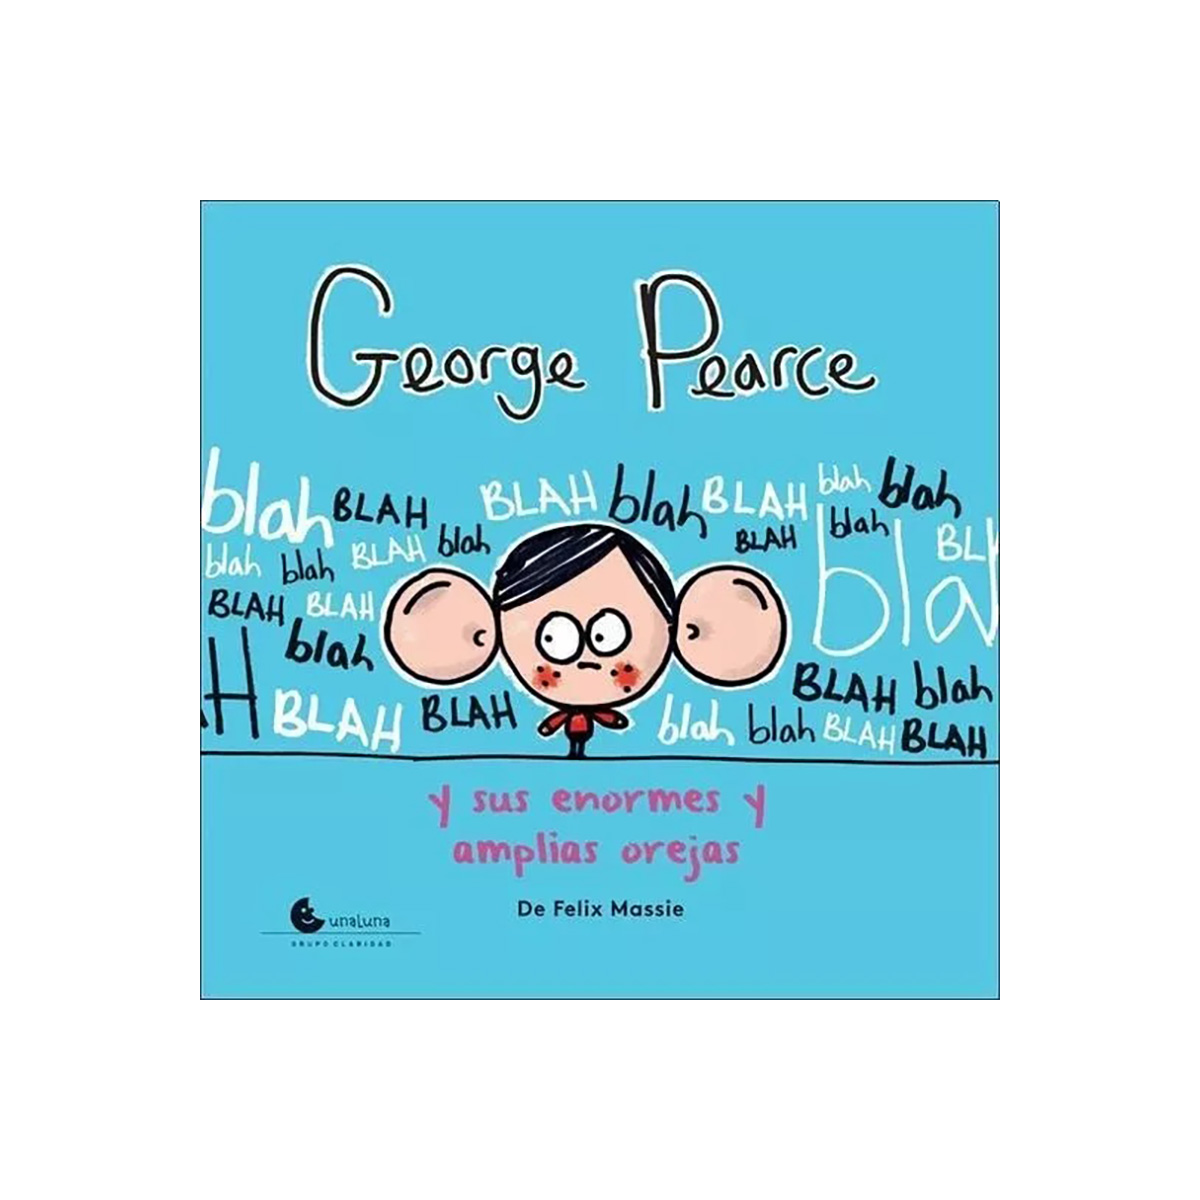 George Pearce
blah BLAH BLAH blah BLAH blah blah
blah blah BLAH blah BLAH blah BL
BLAH BLAH bla
blah
BLAH blah
H BLAH BLAH blah blah BLAH BLAH
y sus enormes y
amplias orejas
De Felix Massie
unaLuna
GRUPO CLARIDAD